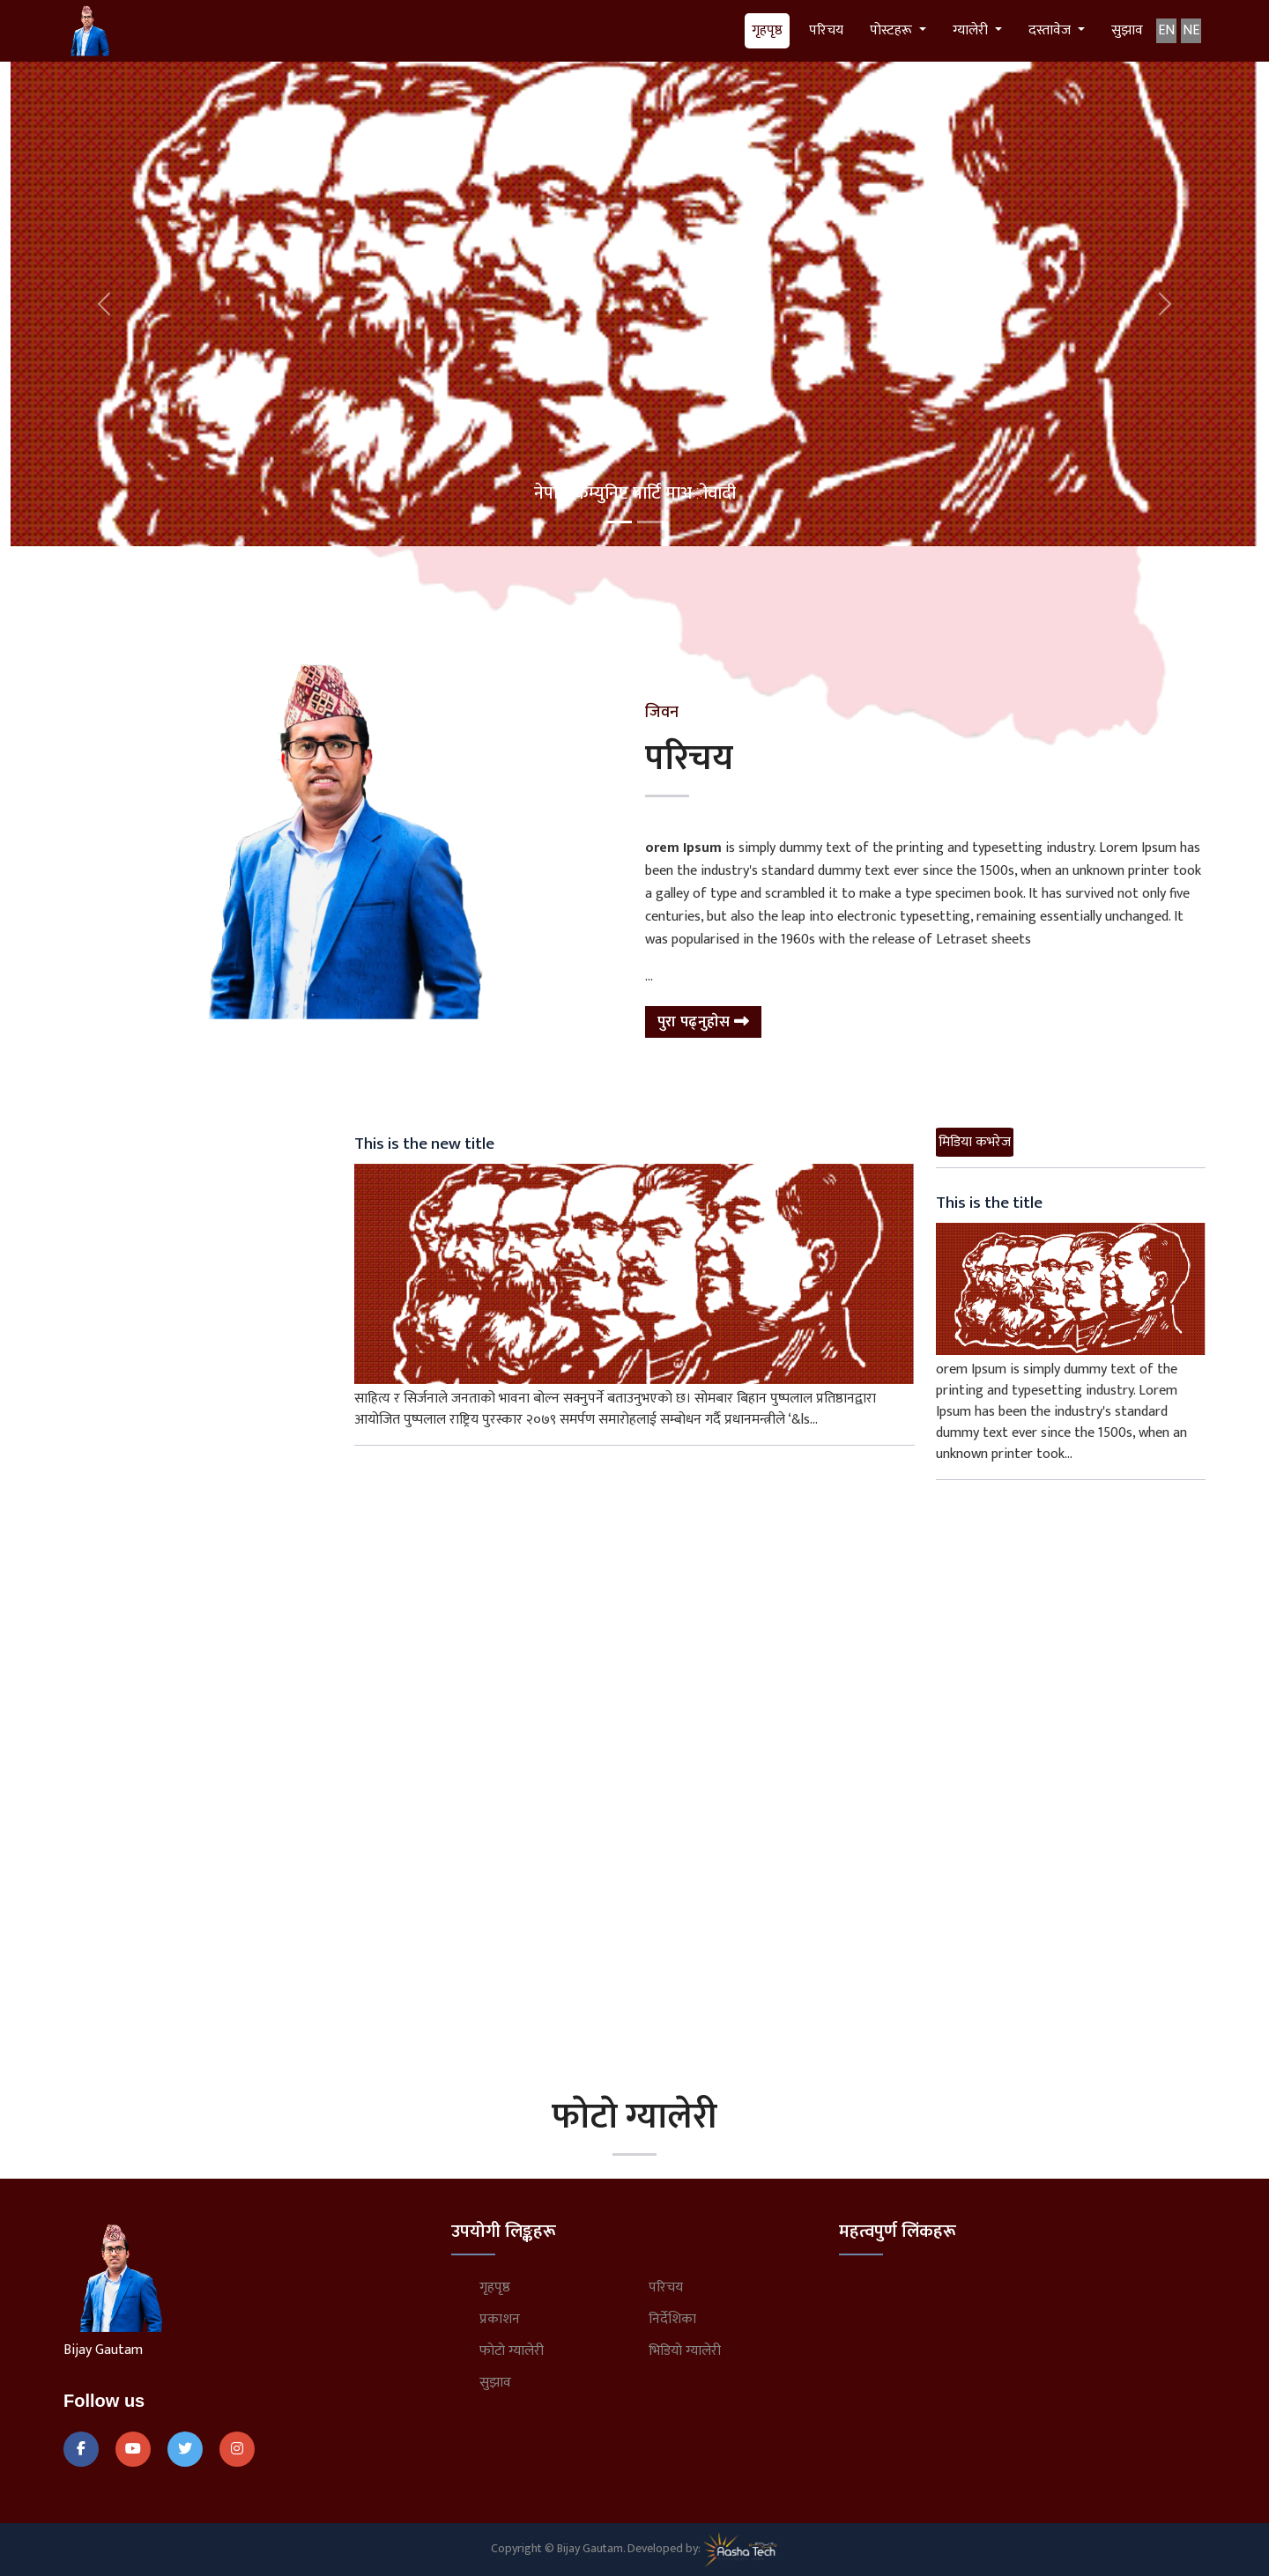 गृहपृष्ठ परिचय पोस्टहरू ग्यालेरी दस्तावेज सुझाव EN NE
नेपाल कम्युनिष्ट पार्टि माअोवादी
जिवन
परिचय
orem Ipsum is simply dummy text of the printing and typesetting industry. Lorem Ipsum has
been the industry's standard dummy text ever since the 1500s, when an unknown printer took
a galley of type and scrambled it to make a type specimen book. It has survived not only five
centuries, but also the leap into electronic typesetting, remaining essentially unchanged. It
was popularised in the 1960s with the release of Letraset sheets
...
पुरा पढ्नुहोस
This is the new title
साहित्य र सिर्जनाले जनताको भावना बोल्न सक्नुपर्ने बताउनुभएको छ। सोमबार बिहान पुष्पलाल प्रतिष्ठानद्वारा
आयोजित पुष्पलाल राष्ट्रिय पुरस्कार २०७९ समर्पण समारोहलाई सम्बोधन गर्दै प्रधानमन्त्रीले ‘&ls...
मिडिया कभरेज
This is the title
orem Ipsum is simply dummy text of the
printing and typesetting industry. Lorem
Ipsum has been the industry's standard
dummy text ever since the 1500s, when an
unknown printer took...
फोटो ग्यालेरी
Bijay Gautam
Follow us
उपयोगी लिङ्कहरू
गृहपृष्ठ परिचय
प्रकाशन निर्देशिका
फोटो ग्यालेरी भिडियो ग्यालेरी
सुझाव
महत्वपुर्ण लिंकहरू
Copyright © Bijay Gautam. Developed by: Aasha Tech